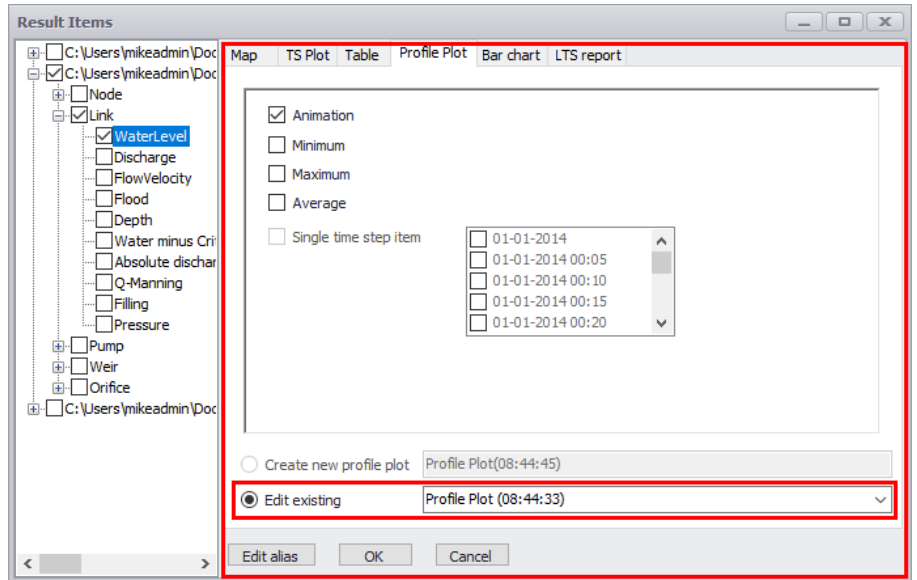 Result Items
C:\Users\mikeadmin\Doc
C:\Users\mikeadmin\Doc
Node
Link
WaterLevel
Discharge
FlowVelocity
Flood
Depth
Water minus Cri
Absolute dischar
Q-Manning
Filling
Pressure
Pump
Weir
Orifice
C:\Users\mikeadmin\Doc
Map TS Plot Table Profile Plot Bar chart LTS report
Animation
Minimum
Maximum
Average
Single time step item
01-01-2014
01-01-2014 00:05
01-01-2014 00:10
01-01-2014 00:15
01-01-2014 00:20
Create new profile plot Profile Plot(08:44:45)
Edit existing Profile Plot (08:44:33)
Edit alias OK Cancel